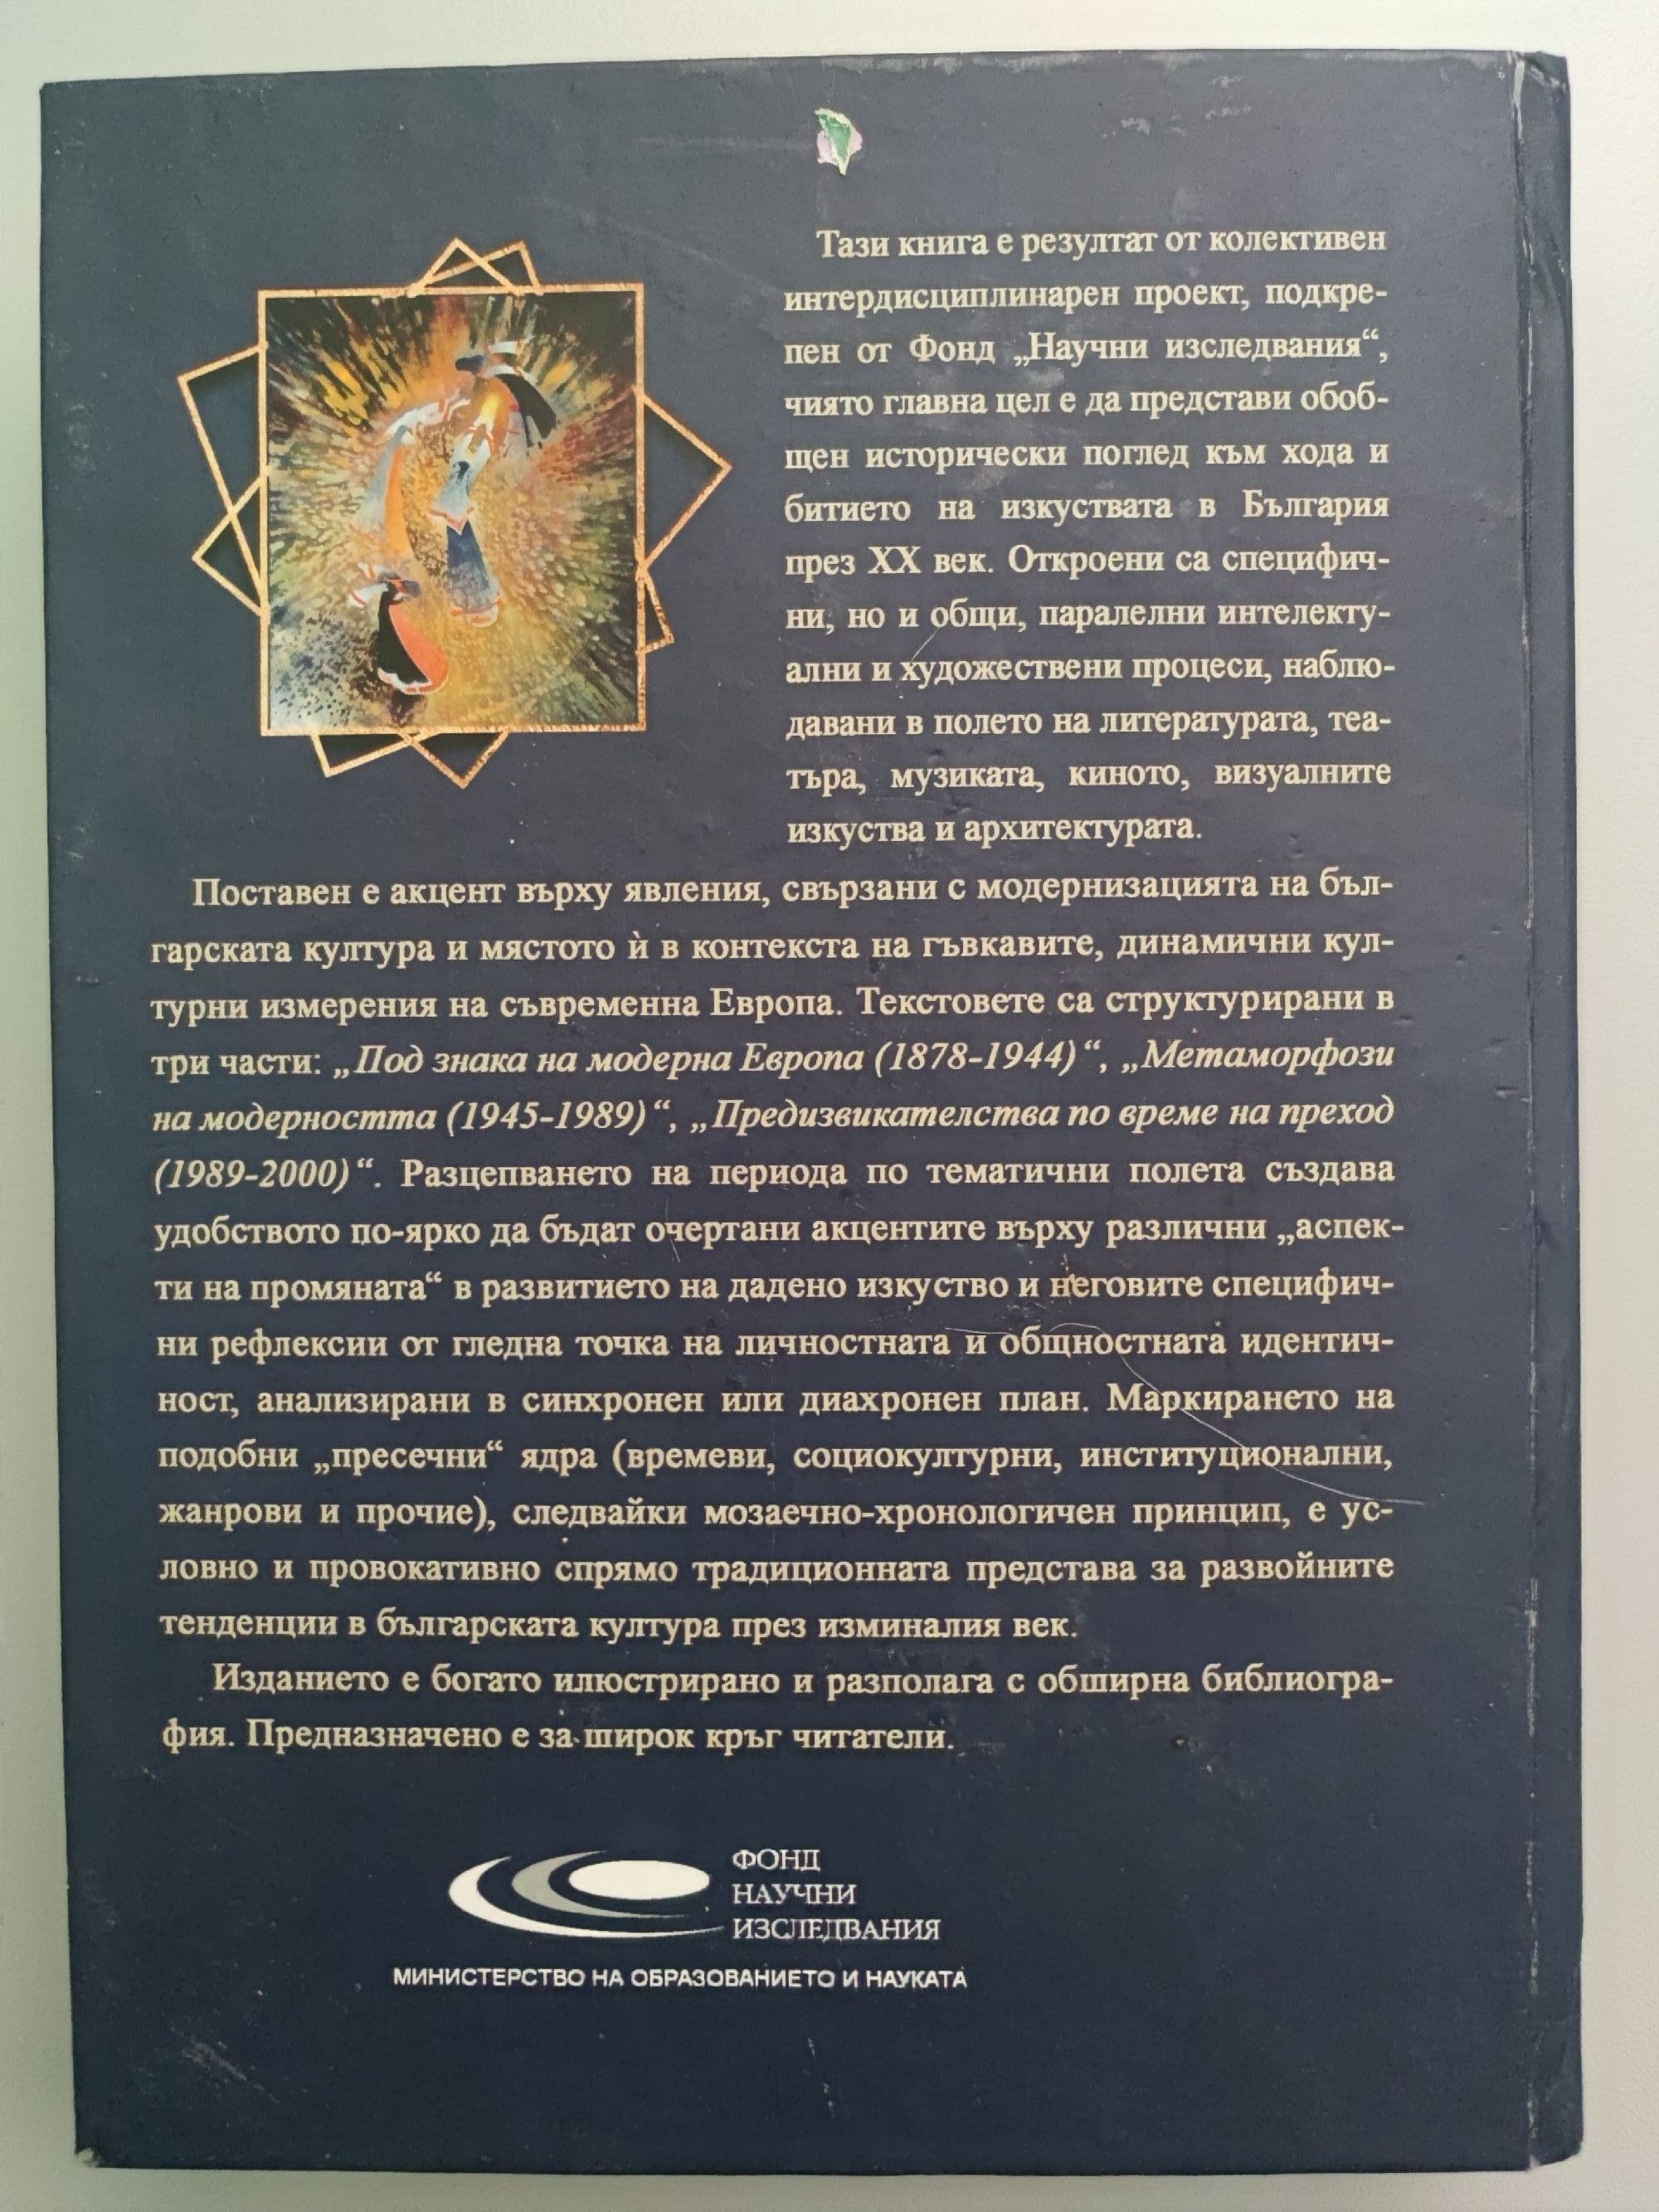 Тази книга е резултат от колективен
интердисциплинарен проект, подкре-
пен от Фонд „Научни изследвания“,
чиято главна цел е да представи обоб-
щен исторически поглед към хода и
битието на изкуствата в България
през XX век. Откроени са специфич-
ни, но и общи, паралелни интелекту-
ални и художествени процеси, наблю-
давани в полето на литературата, теа-
търа, музиката, киното, визуалните
изкуства и архитектурата.
Поставен е акцент върху явления, свързани с модернизацията на бъл-
гарската култура и мястото ѝ в контекста на гъвкавите, динамични кул-
турни измерения на съвременна Европа. Текстовете са структурирани в
три части: „Под знака на модерна Европа (1878-1944)“, „Метаморфози
на модерността (1945-1989)“, „Предизвикателства по време на преход
(1989-2000)“. Разцепването на периода по тематични полета създава
удобството по-ярко да бъдат очертани акцентите върху различни „аспек-
ти на промяната“ в развитието на дадено изкуство и неговите специфич-
ни рефлексии от гледна точка на личностната и общностната идентич-
ност, анализирани в синхронен или диахронен план. Маркирането на
подобни „пресечни“ ядра (времеви, социокултурни, институционални,
жанрови и прочие), следвайки мозаечно-хронологичен принцип, е ус-
ловно и провокативно спрямо традиционната представа за развойните
тенденции в българската култура през изминалия век.
Изданието е богато илюстрирано и разполага с обширна библиогра-
фия. Предназначено е за широк кръг читатели.
ФОНД
НАУЧНИ
ИЗСЛЕДВАНИЯ
МИНИСТЕРСТВО НА ОБРАЗОВАНИЕТО И НАУКАТА